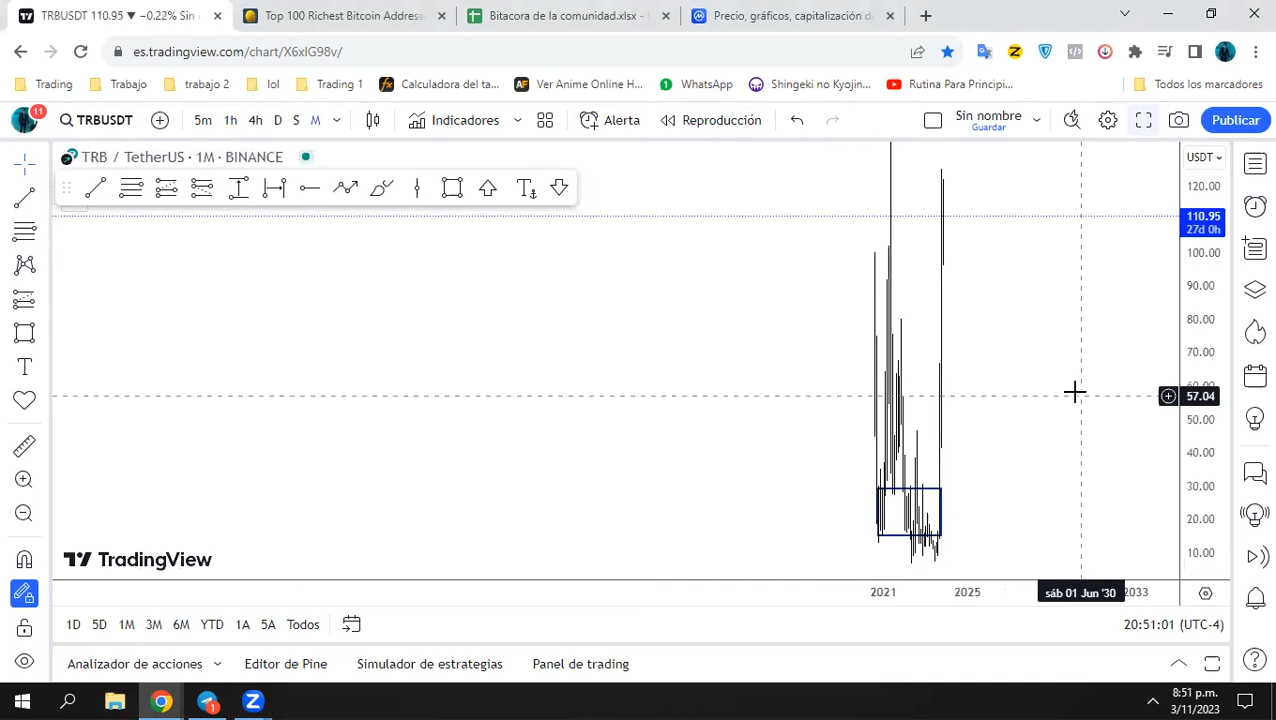 TRBUSDT 110.95 ▼ −0.22% Sin
Top 100 Richest Bitcoin Address
Bitacora de la comunidad.xlsx -
Precio, gráficos, capitalización d
es.tradingview.com/chart/X6xIG98v/
Trading
Trabajo
trabajo 2
lol
Trading 1
Calculadora del ta...
Ver Anime Online H...
WhatsApp
Shingeki no Kyojin...
Rutina Para Principi...
Todos los marcadores
11
TRBUSDT
5m
1h
4h
D
S
M
Indicadores
Alerta
Reproducción
Sin nombre
Guardar
Publicar
TRB / TetherUS · 1M · BINANCE
USDT
120.00
110.95
27d 0h
100.00
90.00
80.00
70.00
60.00
57.04
50.00
40.00
30.00
20.00
10.00
TradingView
2021
2025
sáb 01 Jun '30
2033
1D
5D
1M
3M
6M
YTD
1A
5A
Todos
20:51:01 (UTC-4)
Analizador de acciones
Editor de Pine
Simulador de estrategias
Panel de trading
8:51 p.m.
3/11/2023